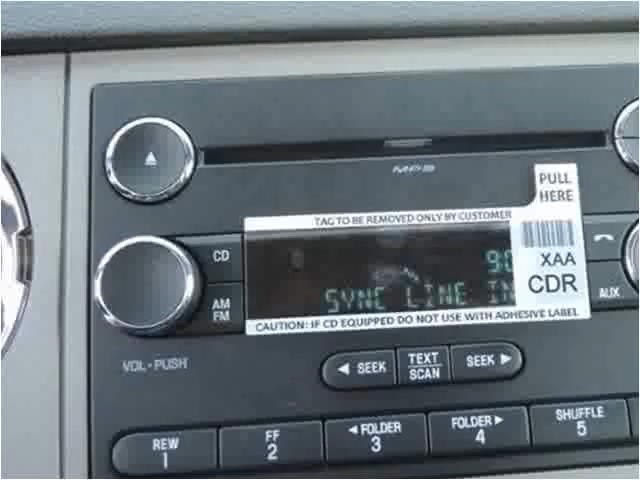 MP3
PULL
HERE
TAG TO BE REMOVED ONLY BY CUSTOMER
CD
XAA
CDR
AM
FM
SYNC LINE IN
AUX
CAUTION: IF CD EQUIPPED DO NOT USE WITH ADHESIVE LABEL
VOL-PUSH
◄ SEEK
TEXT
SCAN
SEEK ►
REW
1
FF
2
◄ FOLDER
3
FOLDER ►
4
SHUFFLE
5